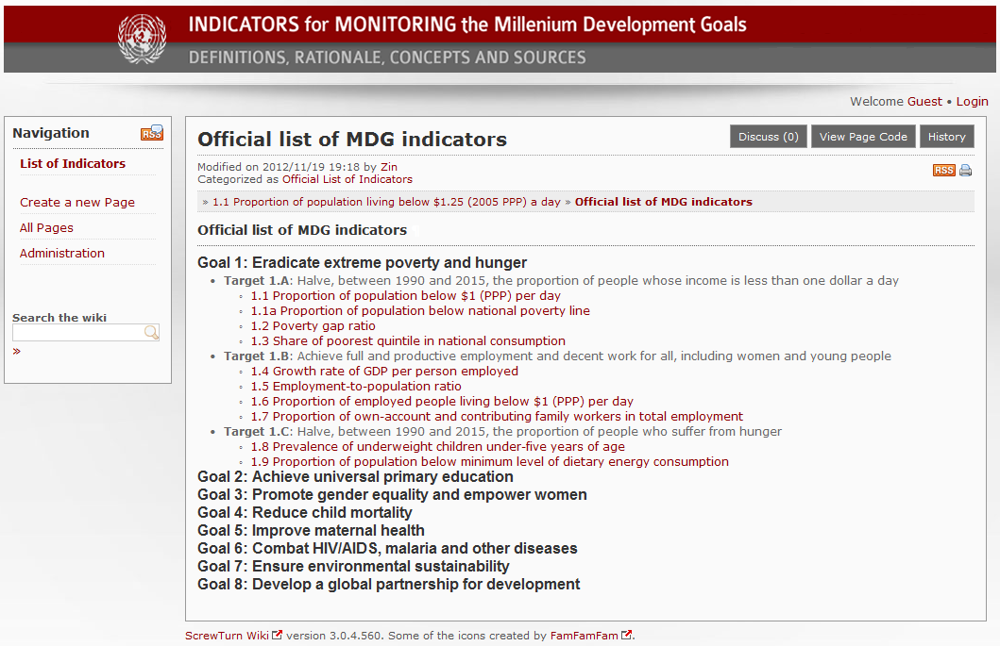 INDICATORS for MONITORING the Millenium Development Goals
DEFINITIONS, RATIONALE, CONCEPTS AND SOURCES
Welcome Guest • Login
Navigation RSS
List of Indicators
Create a new Page
All Pages
Administration
Search the wiki
»
Official list of MDG indicators
Discuss (0) View Page Code History
Modified on 2012/11/19 19:18 by Zin
Categorized as Official List of Indicators
RSS
» 1.1 Proportion of population living below $1.25 (2005 PPP) a day » Official list of MDG indicators
Official list of MDG indicators
Goal 1: Eradicate extreme poverty and hunger
• Target 1.A: Halve, between 1990 and 2015, the proportion of people whose income is less than one dollar a day
◦ 1.1 Proportion of population below $1 (PPP) per day
◦ 1.1a Proportion of population below national poverty line
◦ 1.2 Poverty gap ratio
◦ 1.3 Share of poorest quintile in national consumption
• Target 1.B: Achieve full and productive employment and decent work for all, including women and young people
◦ 1.4 Growth rate of GDP per person employed
◦ 1.5 Employment-to-population ratio
◦ 1.6 Proportion of employed people living below $1 (PPP) per day
◦ 1.7 Proportion of own-account and contributing family workers in total employment
• Target 1.C: Halve, between 1990 and 2015, the proportion of people who suffer from hunger
◦ 1.8 Prevalence of underweight children under-five years of age
◦ 1.9 Proportion of population below minimum level of dietary energy consumption
Goal 2: Achieve universal primary education
Goal 3: Promote gender equality and empower women
Goal 4: Reduce child mortality
Goal 5: Improve maternal health
Goal 6: Combat HIV/AIDS, malaria and other diseases
Goal 7: Ensure environmental sustainability
Goal 8: Develop a global partnership for development
ScrewTurn Wiki version 3.0.4.560. Some of the icons created by FamFamFam.